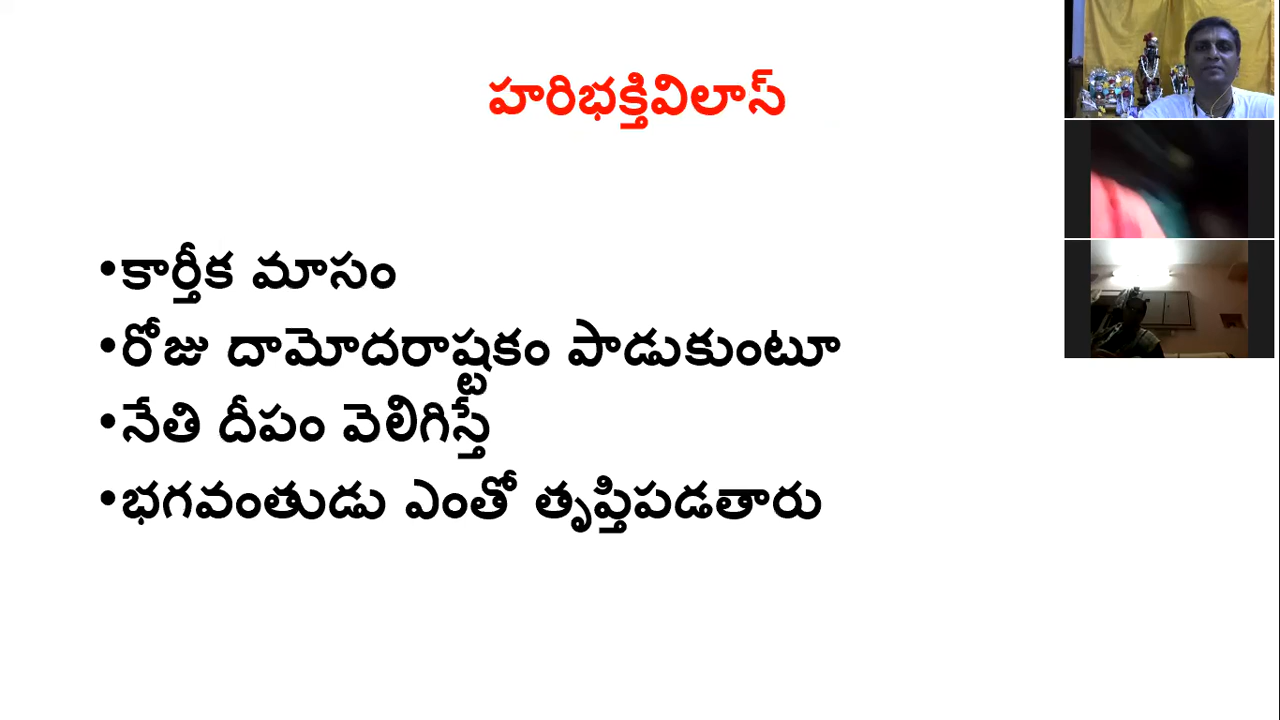 హరిభక్తివిలాస్
•కార్తీక మాసం
•రోజు దామోదరాష్టకం పాడుకుంటూ
•నేతి దీపం వెలిగిస్తే
•భగవంతుడు ఎంతో తృప్తిపడతారు